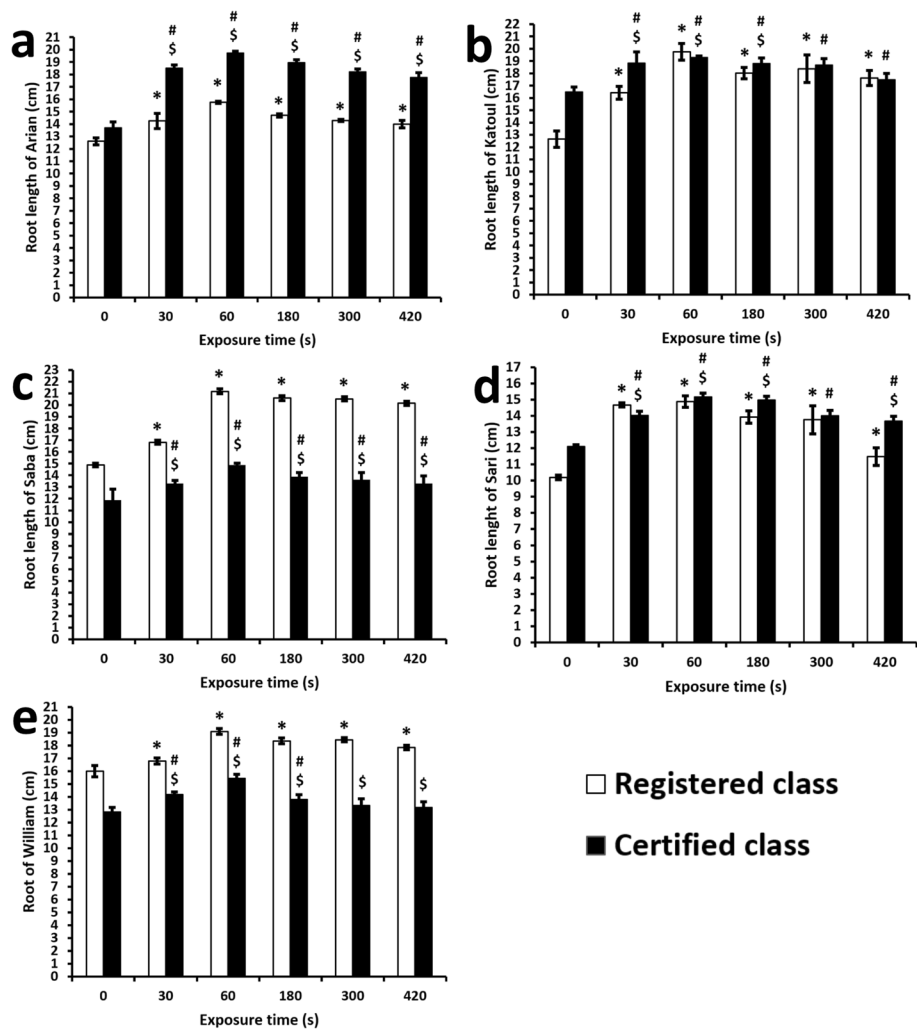 a
Root length of Arian (cm)
21
20
19
18
17
16
15
14
13
12
11
10
9
8
7
6
5
4
3
2
1
0
* # $
* # $
* # $
* # $
* # $
0 30 60 180 300 420
Exposure time (s)
b
Root length of Katoul (cm)
22
21
20
19
18
17
16
15
14
13
12
11
10
9
8
7
6
5
4
3
2
1
0
* # $
* # $
* # $
* #
* #
0 30 60 180 300 420
Exposure time (s)
c
Root length of Saba (cm)
23
22
21
20
19
18
17
16
15
14
13
12
11
10
9
8
7
6
5
4
3
2
1
0
* # $
* # $
* # $
* # $
* # $
0 30 60 180 300 420
Exposure time (s)
d
Root lenght of Sari (cm)
17
16
15
14
13
12
11
10
9
8
7
6
5
4
3
2
1
0
* # $
* # $
* # $
* #
* # $
0 30 60 180 300 420
Exposure time (s)
e
Root of William (cm)
21
20
19
18
17
16
15
14
13
12
11
10
9
8
7
6
5
4
3
2
1
0
* # $
* # $
* # $
* $
* $
0 30 60 180 300 420
Exposure time (s)
Registered class
Certified class